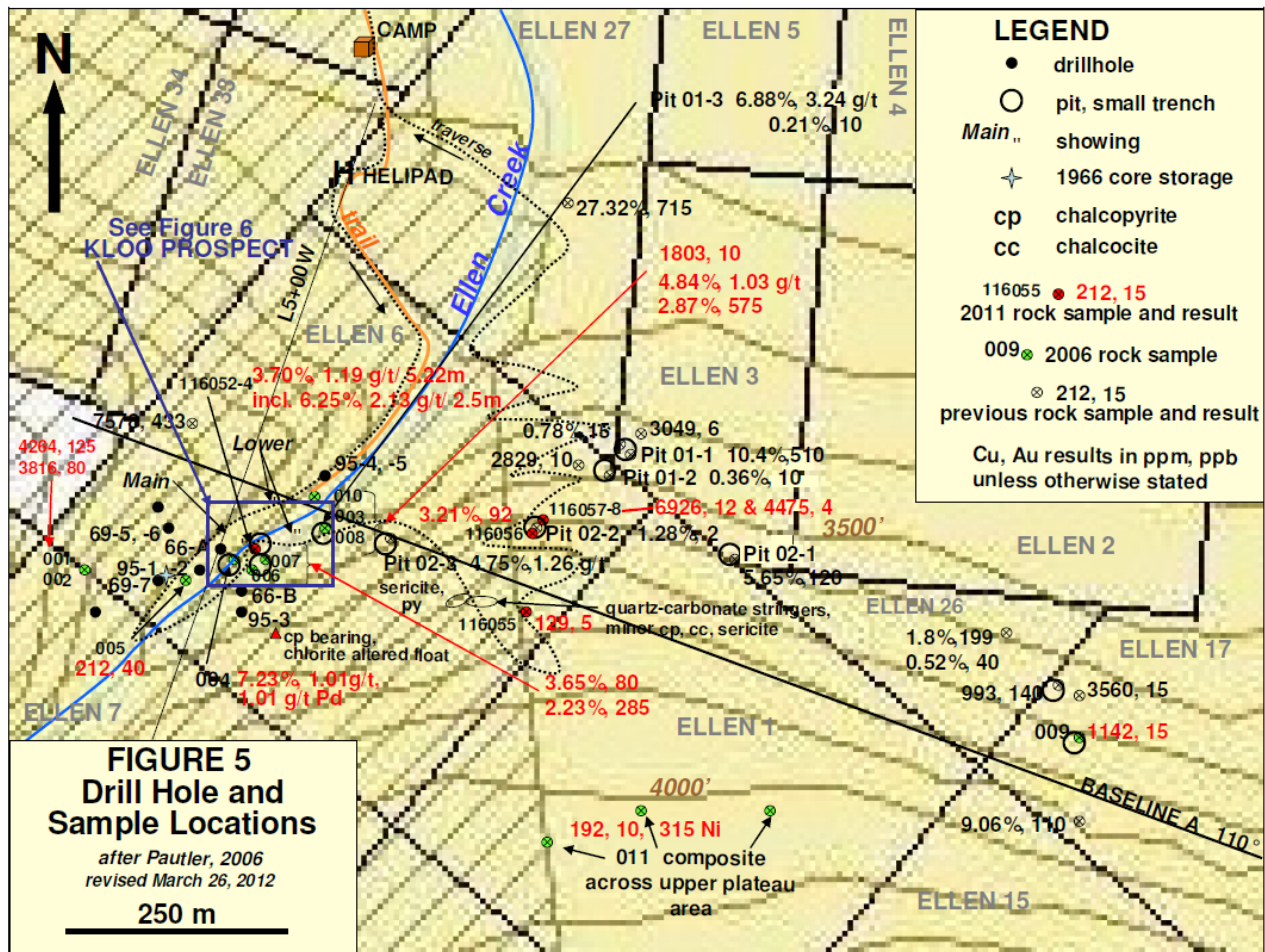 N
CAMP
ELLEN 27
ELLEN 5
ELLEN 4
ELLEN 34
ELLEN 38
Pit 01-3 6.88%, 3.24 g/t
0.21%, 10
traverse
H HELIPAD
Ellen Creek
trail
27.32%, 715
See Figure 6
KLOO PROSPECT
L5+00W
1803, 10
4.84%, 1.03 g/t
2.87%, 575
ELLEN 6
ELLEN 3
116052-4
3.70%, 1.19 g/t/ 5.22m
incl. 6.25%, 2.13 g/t/ 2.5m
433
Lower
4264, 125
3816, 80
Main
95-4, -5
0.78%, 15
3049, 6
2829, 10
Pit 01-1 10.4%,510
Pit 01-2 0.36%, 10
010
003
008
3.21%, 92
116057-8
6926, 12 & 4475, 4
116056
Pit 02-2 1.28%, 2
3500'
ELLEN 2
69-5, -6
66-A
001
002
95-1, -2
69-7
007
006
66-B
95-3
4.75%,1.26 g/t
Pit 02-1
5.65%,120
sericite,
py
quartz-carbonate stringers,
minor cp, cc, sericite
ELLEN 26
116055
129, 5
cp bearing,
chlorite altered float
1.8%,199
0.52%, 40
ELLEN 17
005
212, 40
004
7.23%, 1.01g/t,
1.01 g/t Pd
3.65%, 80
2.23%, 285
993, 140
3560, 15
ELLEN 7
ELLEN 1
009
1142, 15
4000'
BASELINE A 110°
192, 10, 315 Ni
9.06%, 110
011 composite
across upper plateau
area
ELLEN 15
LEGEND
drillhole
pit, small trench
Main " showing
1966 core storage
cp chalcopyrite
cc chalcocite
116055 212, 15
2011 rock sample and result
009 2006 rock sample
212, 15
previous rock sample and result
Cu, Au results in ppm, ppb
unless otherwise stated
FIGURE 5
Drill Hole and
Sample Locations
after Pautler, 2006
revised March 26, 2012
250 m